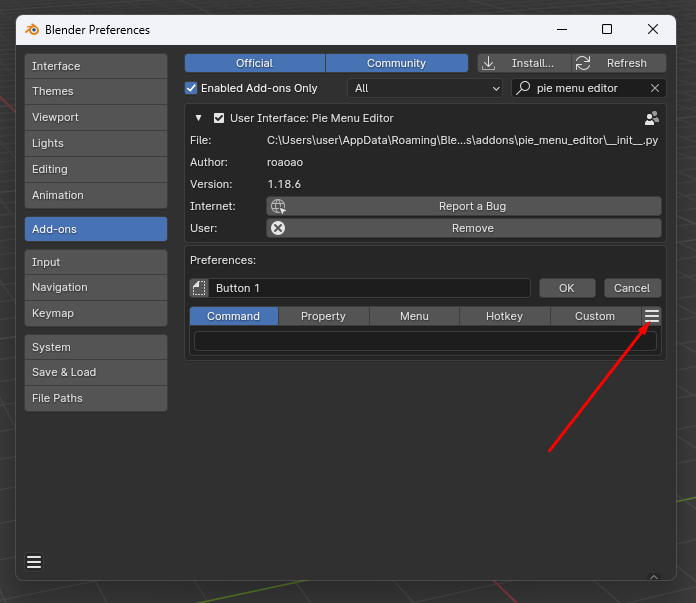 Blender Preferences
Interface
Themes
Viewport
Lights
Editing
Animation
Add-ons
Input
Navigation
Keymap
System
Save & Load
File Paths
Official Community Install... Refresh
Enabled Add-ons Only All pie menu editor
User Interface: Pie Menu Editor
File: C:\Users\user\AppData\Roaming\Ble...s\addons\pie_menu_editor\__init__.py
Author: roaoao
Version: 1.18.6
Internet: Report a Bug
User: Remove
Preferences:
Button 1 OK Cancel
Command Property Menu Hotkey Custom